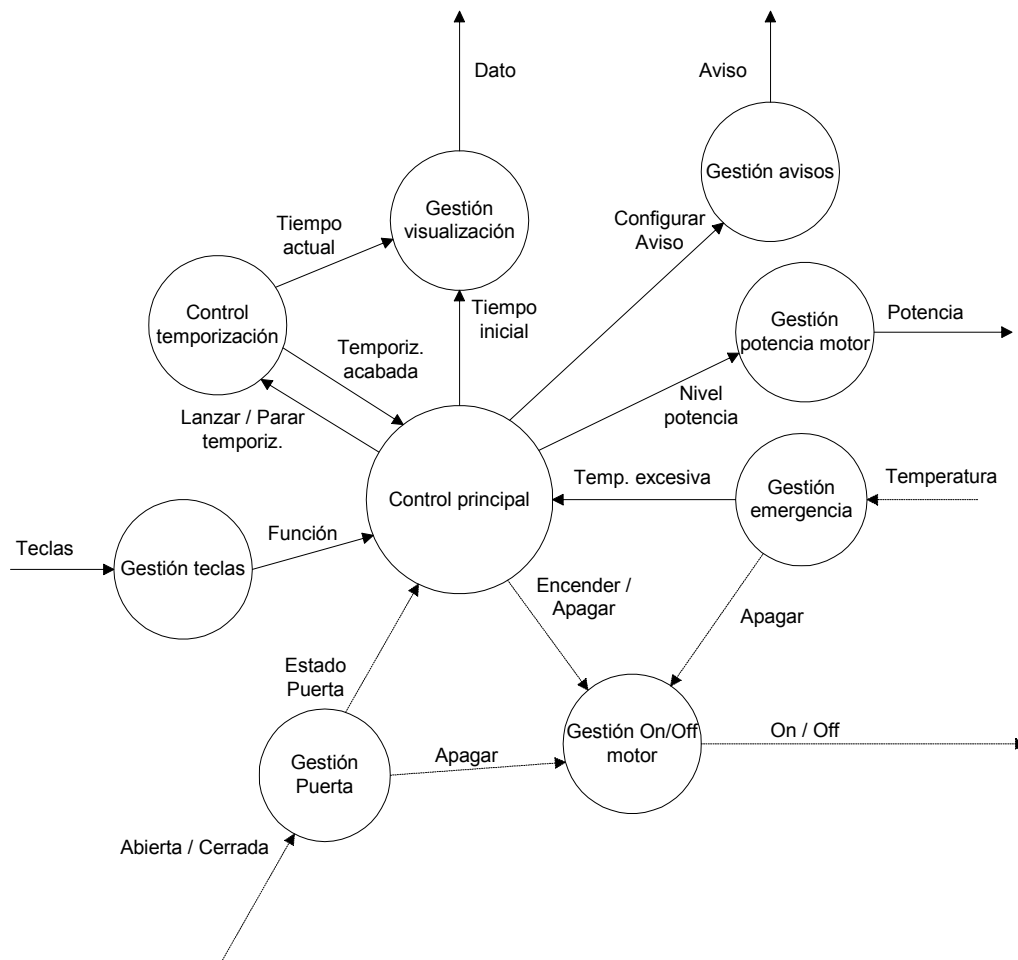 Dato
Aviso
Gestión avisos
Gestión
visualización
Configurar
Aviso
Tiempo
actual
Control
temporización
Tiempo
inicial
Gestión
potencia motor
Potencia
Temporiz.
acabada
Nivel
potencia
Lanzar / Parar
temporiz.
Control principal
Temp. excesiva
Gestión
emergencia
Temperatura
Teclas
Gestión teclas
Función
Encender /
Apagar
Apagar
Estado
Puerta
Gestión On/Off
motor
On / Off
Gestión
Puerta
Apagar
Abierta / Cerrada